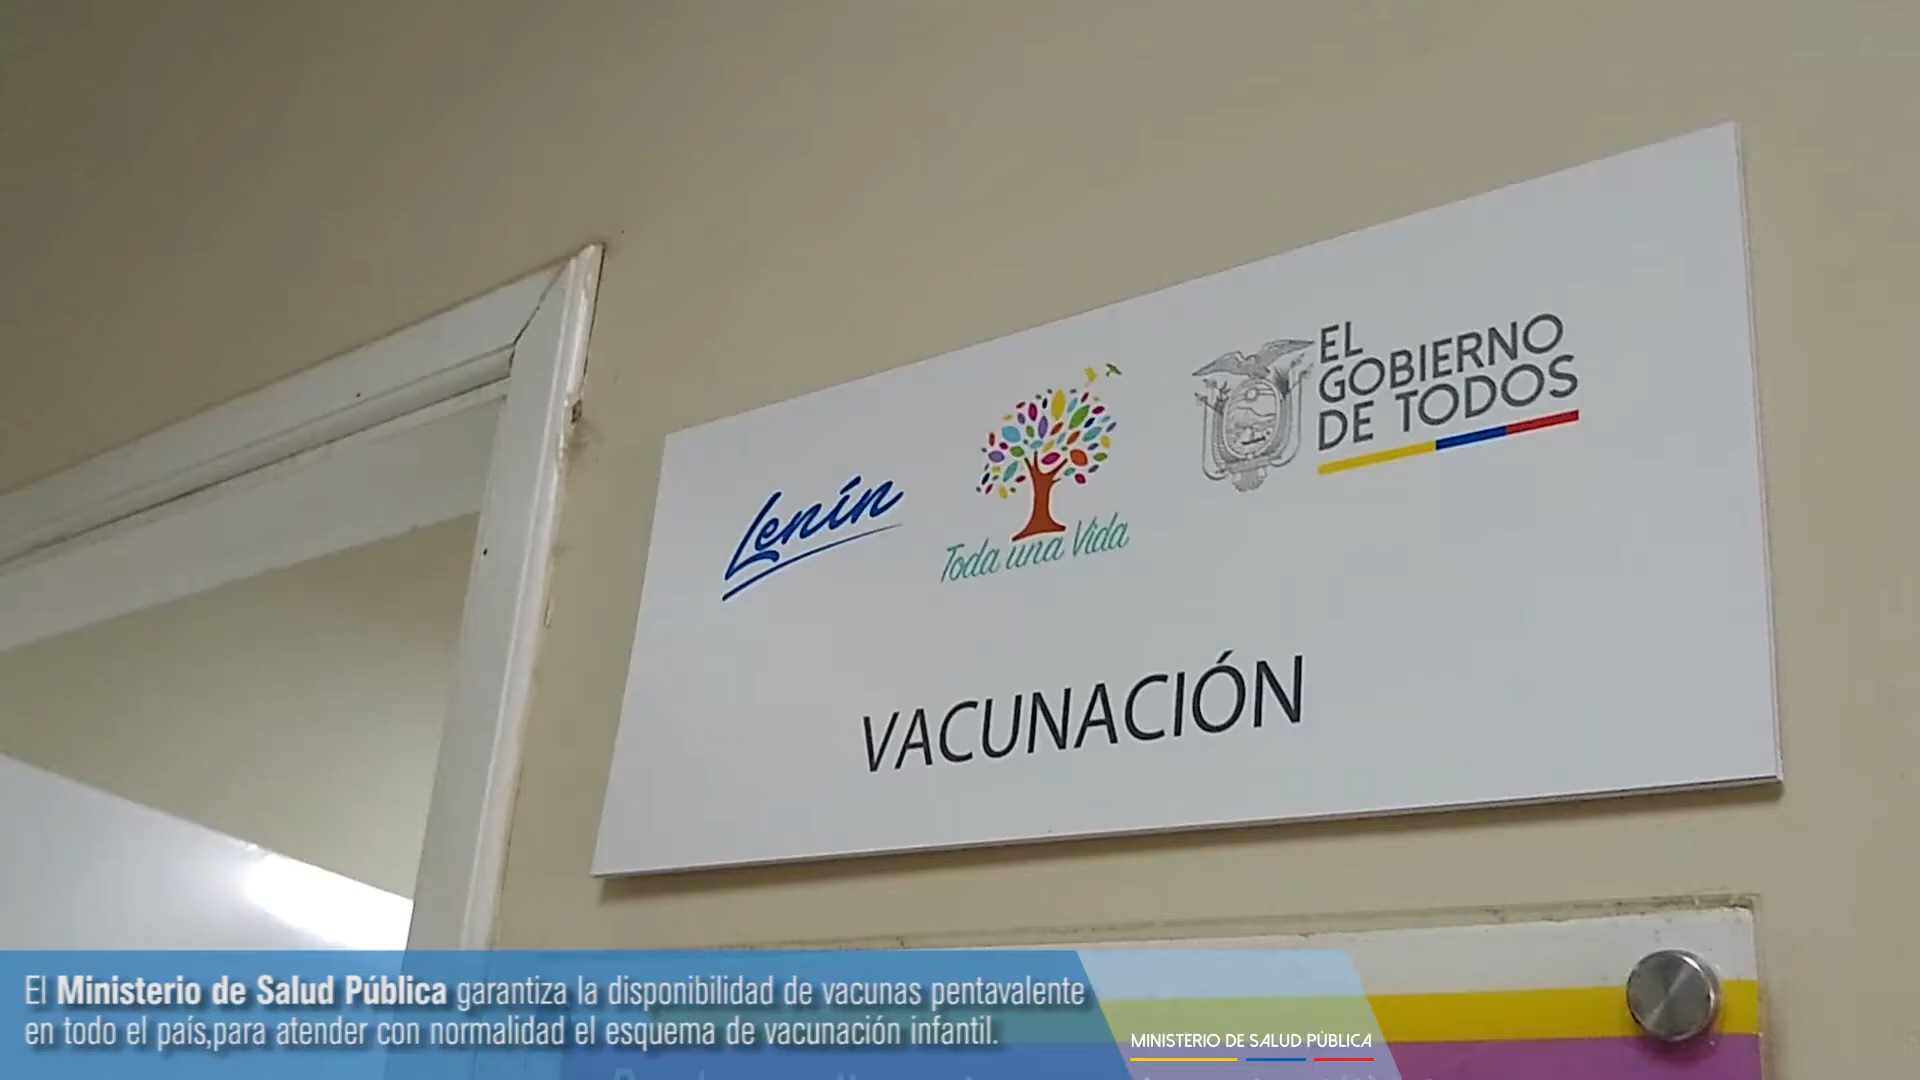 Lenín
Toda una Vida
EL
GOBIERNO
DE TODOS
VACUNACIÓN
El Ministerio de Salud Pública garantiza la disponibilidad de vacunas pentavalente
en todo el país,para atender con normalidad el esquema de vacunación infantil.
MINISTERIO DE SALUD PÚBLICA